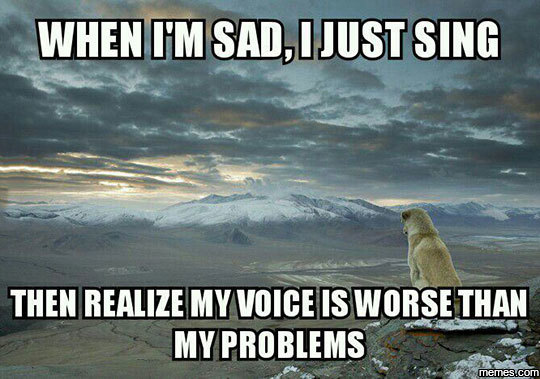 WHEN I'M SAD, I JUST SING
THEN REALIZE MY VOICE IS WORSE THAN
MY PROBLEMS
memes.com